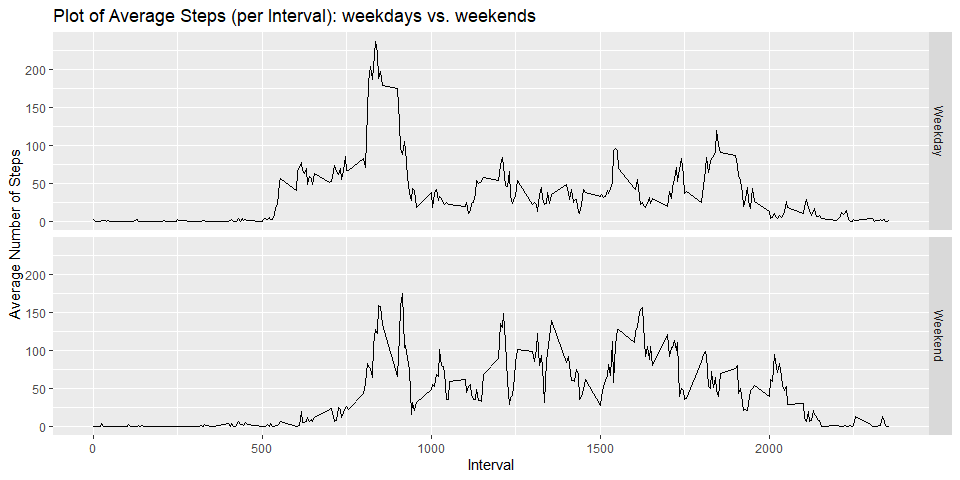 Plot of Average Steps (per Interval): weekdays vs. weekends
Average Number of Steps
200
150
100
50
0
Weekday
200
150
100
50
0
Weekend
0 500 1000 1500 2000
Interval